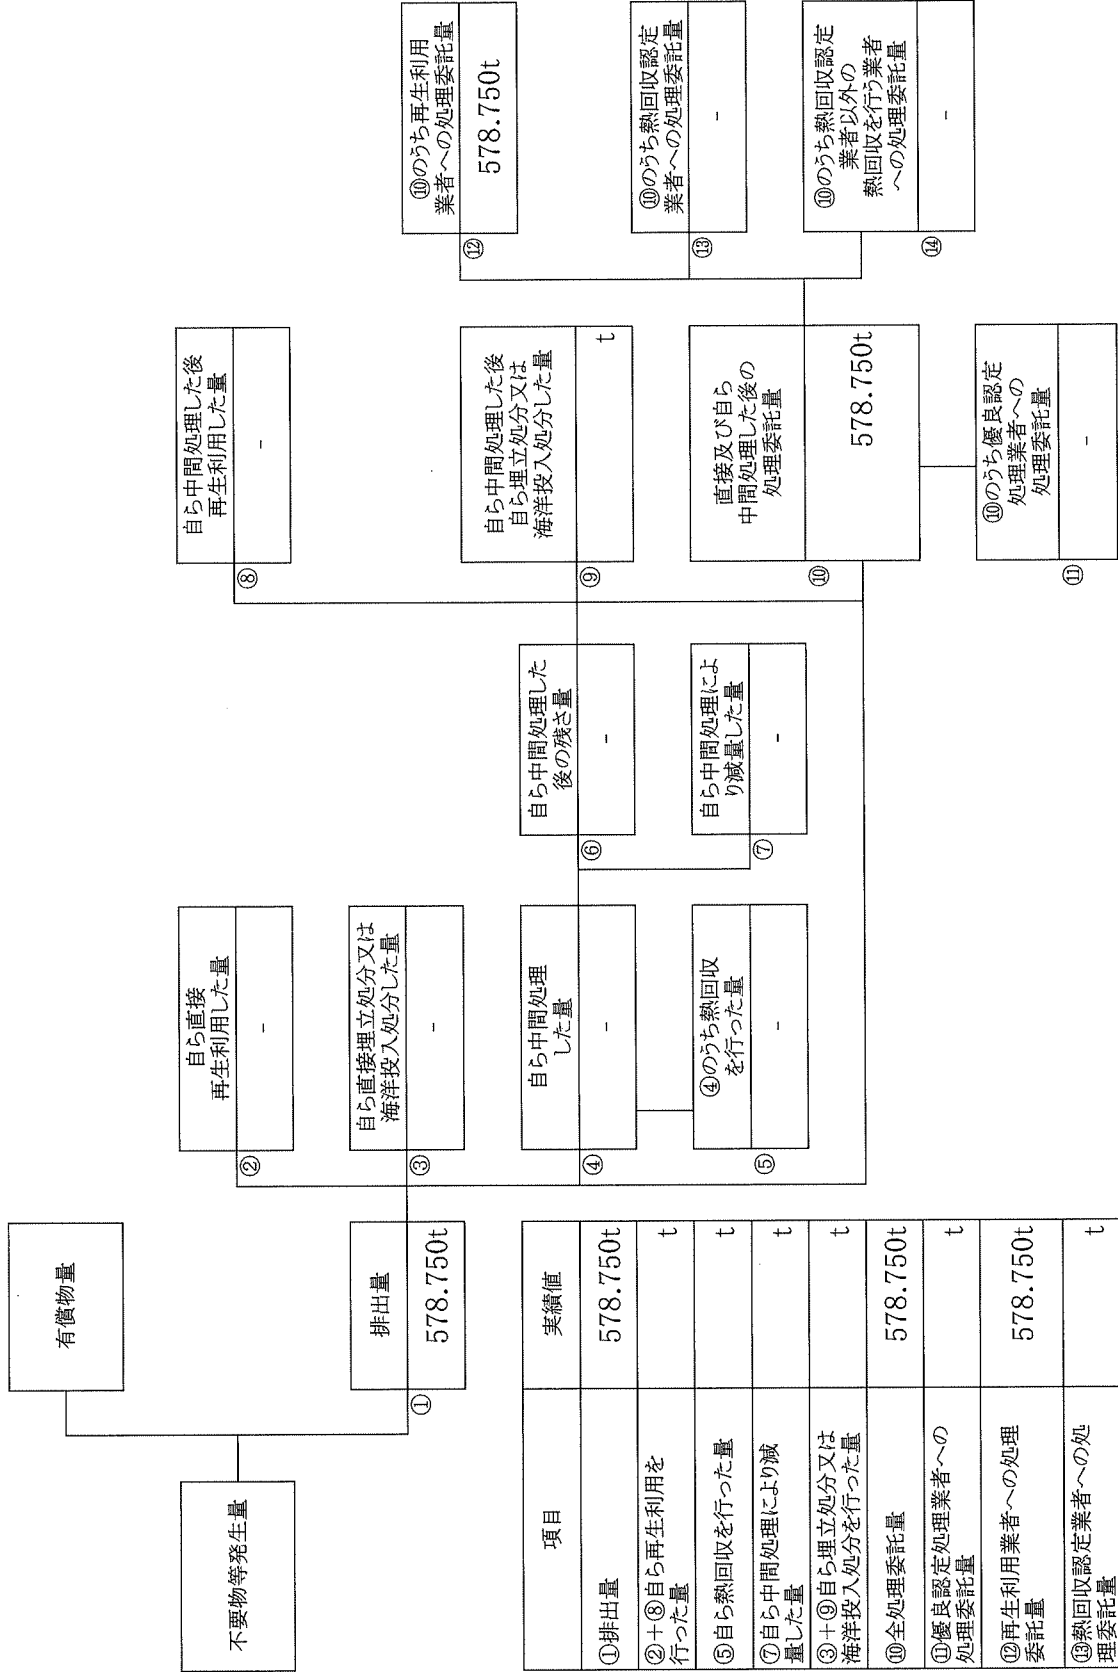 不要物等発生量
有償物量
排出量
①
578.750t
自ら直接
再生利用した量
②
-
自ら直接埋立処分又は
海洋投入処分した量
③
-
自ら中間処理
した量
④
-
④のうち熱回収
を行った量
⑤
-
自ら中間処理した
後の残さ量
⑥
-
自ら中間処理によ
り減量した量
⑦
-
自ら中間処理した後
再生利用した量
⑧
-
自ら中間処理した後
自ら埋立処分又は
海洋投入処分した量
⑨
t
直接及び自ら
中間処理した後の
処理委託量
⑩
578.750t
⑩のうち優良認定
処理業者への
処理委託量
⑪
-
⑩のうち再生利用
業者への処理委託量
⑫
578.750t
⑩のうち熱回収認定
業者への処理委託量
⑬
-
⑩のうち熱回収認定
業者以外の
熱回収を行う業者
への処理委託量
⑭
-
項目 実績値
①排出量 578.750t
②+⑧自ら再生利用を
行った量 t
⑤自ら熱回収を行った量 t
⑦自ら中間処理により減
量した量 t
③+⑨自ら埋立処分又は
海洋投入処分を行った量 t
⑩全処理委託量 578.750t
⑪優良認定処理業者への
処理委託量 t
⑫再生利用業者への処理
委託量 578.750t
⑬熱回収認定業者への処
理委託量 t